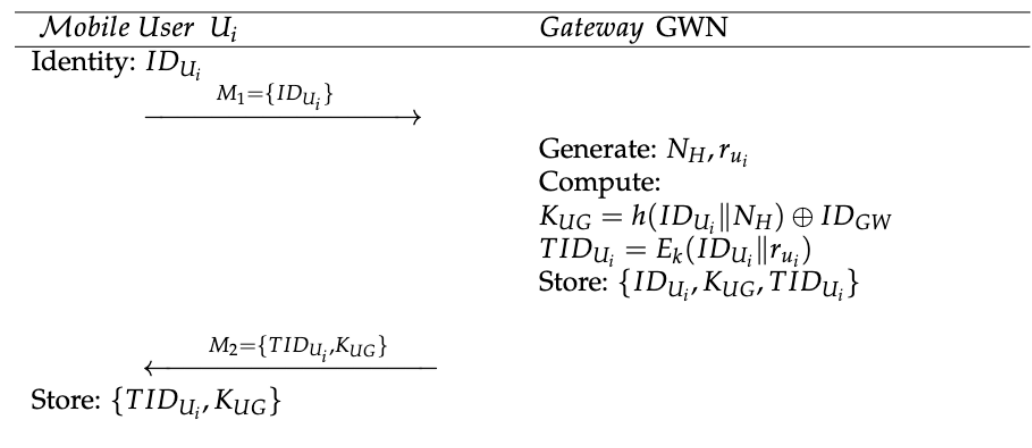 Mobile User U_i Gateway GWN
Identity: ID_{U_i}
M_1={ID_{U_i}}
Generate: N_H, r_{u_i}
Compute:
K_{UG} = h(ID_{U_i}||N_H) ⊕ ID_{GW}
TID_{U_i} = E_k(ID_{U_i}||r_{u_i})
Store: {ID_{U_i}, K_{UG}, TID_{U_i}}
M_2={TID_{U_i},K_{UG}}
Store: {TID_{U_i}, K_{UG}}